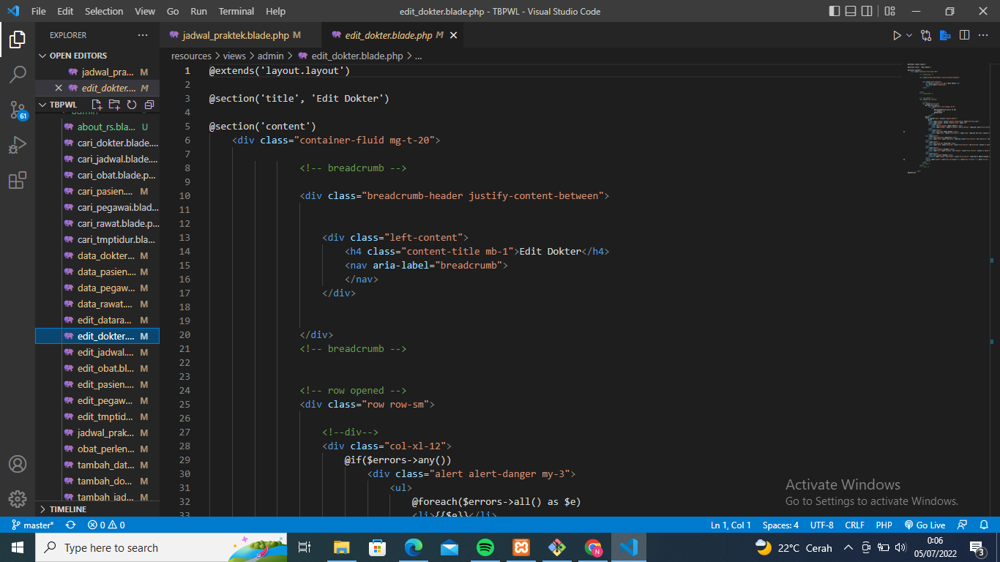 File Edit Selection View Go Run Terminal Help
edit_dokter.blade.php - TBPWL - Visual Studio Code
EXPLORER
OPEN EDITORS
jadwal_pra... M
edit_dokter.... M
TBPWL
admin
about_rs.bla... U
cari_dokter.blade....
cari_jadwal.blade....
cari_obat.blade.p...
cari_pasien.... M
cari_pegawai.blad...
cari_rawat.blade.p...
cari_tmptidur.bla...
data_dokter... M
data_pasien.... M
data_pegaw... M
data_rawat.... M
edit_datara... M
edit_dokter.... M
edit_jadwal.... M
edit_obat.bl... M
edit_pasien.... M
edit_pegaw... M
edit_tmptid... M
jadwal_prak... M
obat_perlen... M
tambah_dat... M
tambah_do... M
tambah_jad... M
TIMELINE
61
jadwal_praktek.blade.php M
edit_dokter.blade.php M
resources > views > admin > edit_dokter.blade.php > ...
1 @extends('layout.layout')
2
3 @section('title', 'Edit Dokter')
4
5 @section('content')
6 <div class="container-fluid mg-t-20">
7
8 <!-- breadcrumb -->
9
10 <div class="breadcrumb-header justify-content-between">
11
12
13 <div class="left-content">
14 <h4 class="content-title mb-1">Edit Dokter</h4>
15 <nav aria-label="breadcrumb">
16 </nav>
17 </div>
18
19
20 </div>
21 <!-- breadcrumb -->
22
23
24 <!-- row opened -->
25 <div class="row row-sm">
26
27 <!--div-->
28 <div class="col-xl-12">
29 @if($errors->any())
30 <div class="alert alert-danger my-3">
31 <ul>
32 @foreach($errors->all() as $e)
33 <li>{{$e}}</li>
Activate Windows
Go to Settings to activate Windows.
master* 0 0
Ln 1, Col 1 Spaces: 4 UTF-8 CRLF PHP Go Live
Type here to search
22°C Cerah
0:06
05/07/2022
3